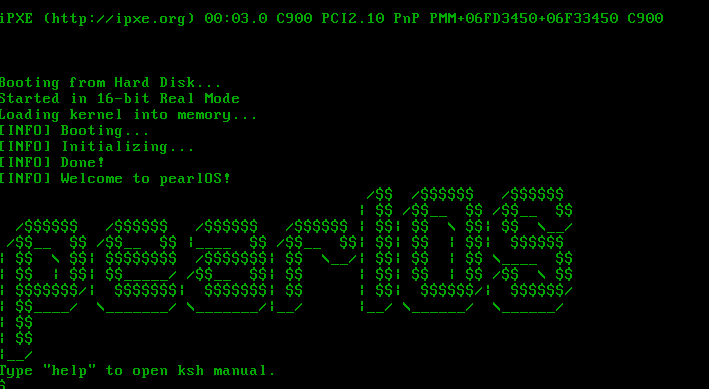 iPXE (http://ipxe.org) 00:03.0 C900 PCI2.10 PnP PMM+06FD3450+06F33450 C900
Booting from Hard Disk...
Started in 16-bit Real Mode
Loading kernel into memory...
[INFO] Booting...
[INFO] Initializing...
[INFO] Done!
[INFO] Welcome to pearlOS!
pearlOS
Type "help" to open ksh manual.